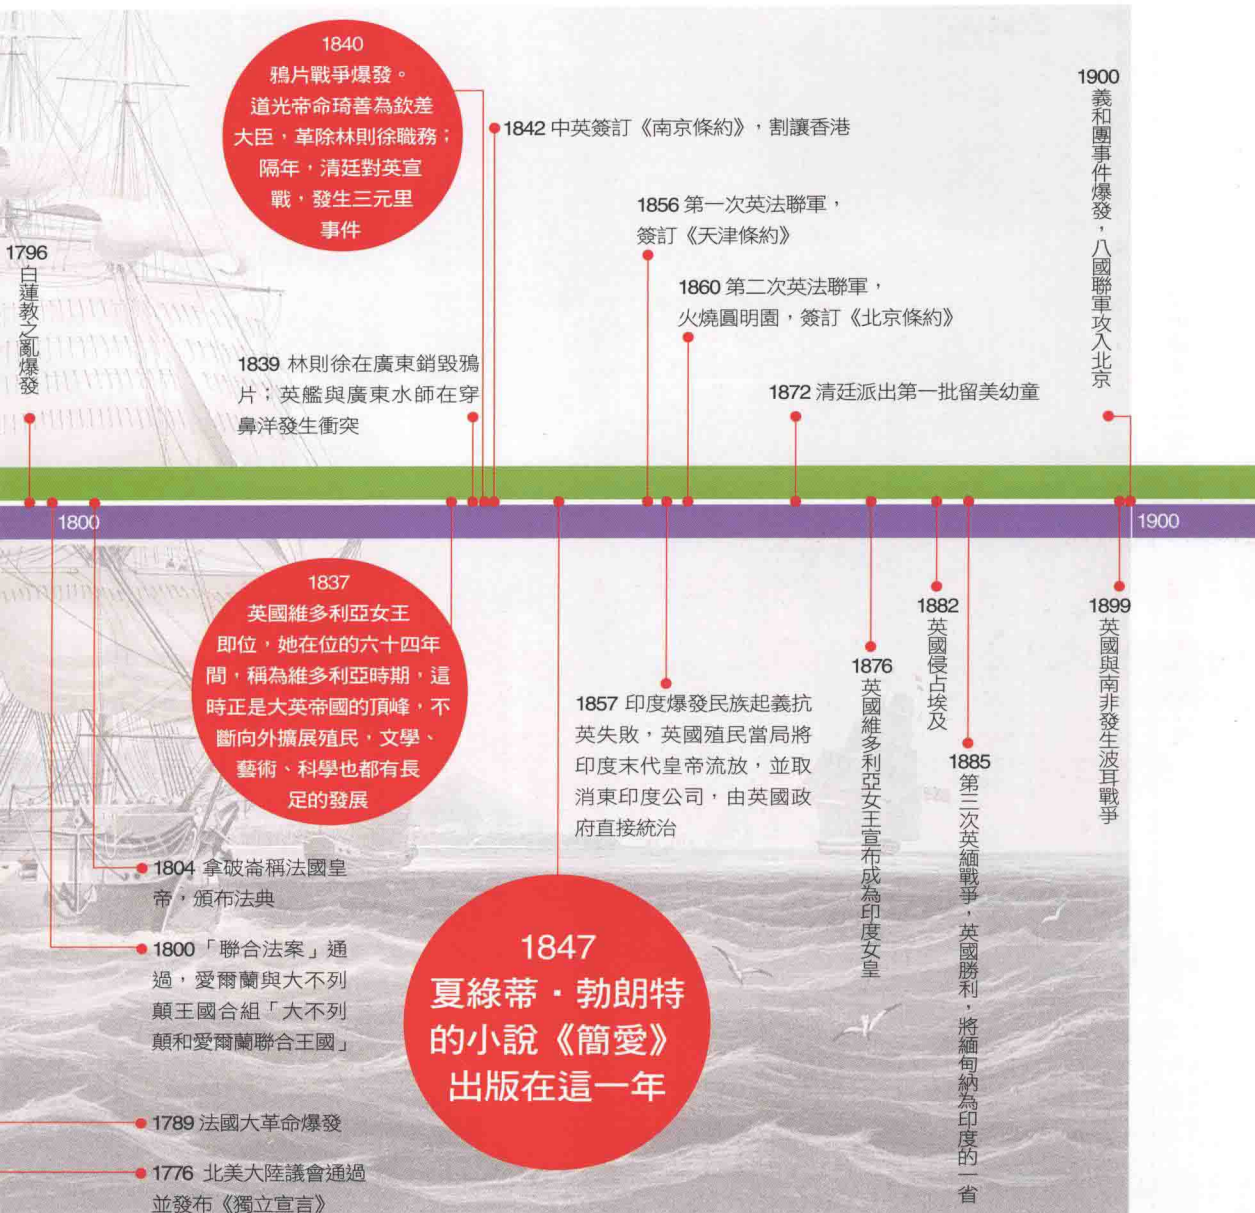 1840
鴉片戰爭爆發。
道光帝命琦善為欽差
大臣，革除林則徐職務；
隔年，清廷對英宣
戰，發生三元里
事件
1842 中英簽訂《南京條約》，割讓香港
1900 義和團事件爆發，八國聯軍攻入北京
1856 第一次英法聯軍，
簽訂《天津條約》
1796 白蓮教之亂爆發
1860 第二次英法聯軍，
火燒圓明園，簽訂《北京條約》
1839 林則徐在廣東銷毀鴉
片；英艦與廣東水師在穿
鼻洋發生衝突
1872 清廷派出第一批留美幼童
1800
1900
1837
英國維多利亞女王
即位，她在位的六十四年
間，稱為維多利亞時期，這
時正是大英帝國的頂峰，不
斷向外擴展殖民，文學、
藝術、科學也都有長
足的發展
1857 印度爆發民族起義抗
英失敗，英國殖民當局將
印度末代皇帝流放，並取
消東印度公司，由英國政
府直接統治
1876 英國維多利亞女王宣布成為印度女皇
1882 英國侵占埃及
1885 第三次英緬戰爭，英國勝利，將緬甸納為印度的一省
1899 英國與南非發生波耳戰爭
1804 拿破崙稱法國皇
帝，頒布法典
1800「聯合法案」通
過，愛爾蘭與大不列
顛王國合組「大不列
顛和愛爾蘭聯合王國」
1847
夏綠蒂・勃朗特
的小說《簡愛》
出版在這一年
1789 法國大革命爆發
1776 北美大陸議會通過
並發布《獨立宣言》